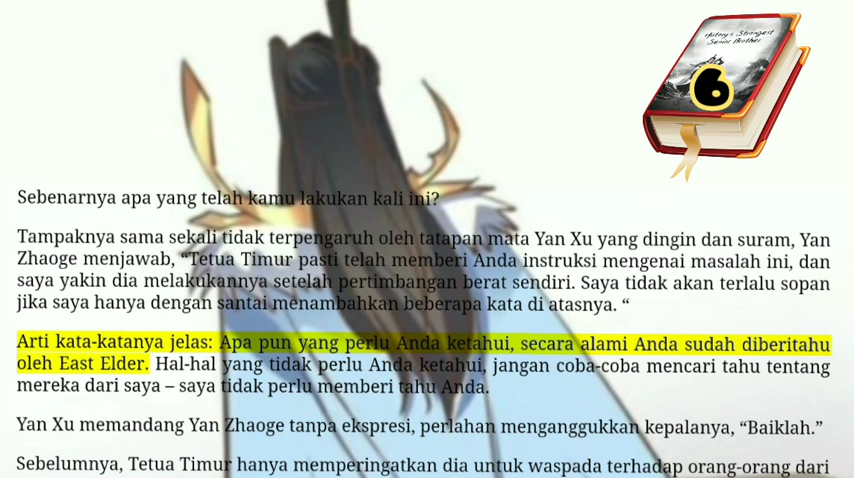 History's Strongest
Senior Brother
6
Sebenarnya apa yang telah kamu lakukan kali ini?
Tampaknya sama sekali tidak terpengaruh oleh tatapan mata Yan Xu yang dingin dan suram, Yan
Zhaoge menjawab, “Tetua Timur pasti telah memberi Anda instruksi mengenai masalah ini, dan
saya yakin dia melakukannya setelah pertimbangan berat sendiri. Saya tidak akan terlalu sopan
jika saya hanya dengan santai menambahkan beberapa kata di atasnya. “
Arti kata-katanya jelas: Apa pun yang perlu Anda ketahui, secara alami Anda sudah diberitahu
oleh East Elder. Hal-hal yang tidak perlu Anda ketahui, jangan coba-coba mencari tahu tentang
mereka dari saya – saya tidak perlu memberi tahu Anda.
Yan Xu memandang Yan Zhaoge tanpa ekspresi, perlahan menganggukkan kepalanya, “Baiklah.”
Sebelumnya, Tetua Timur hanya memperingatkan dia untuk waspada terhadap orang-orang dari